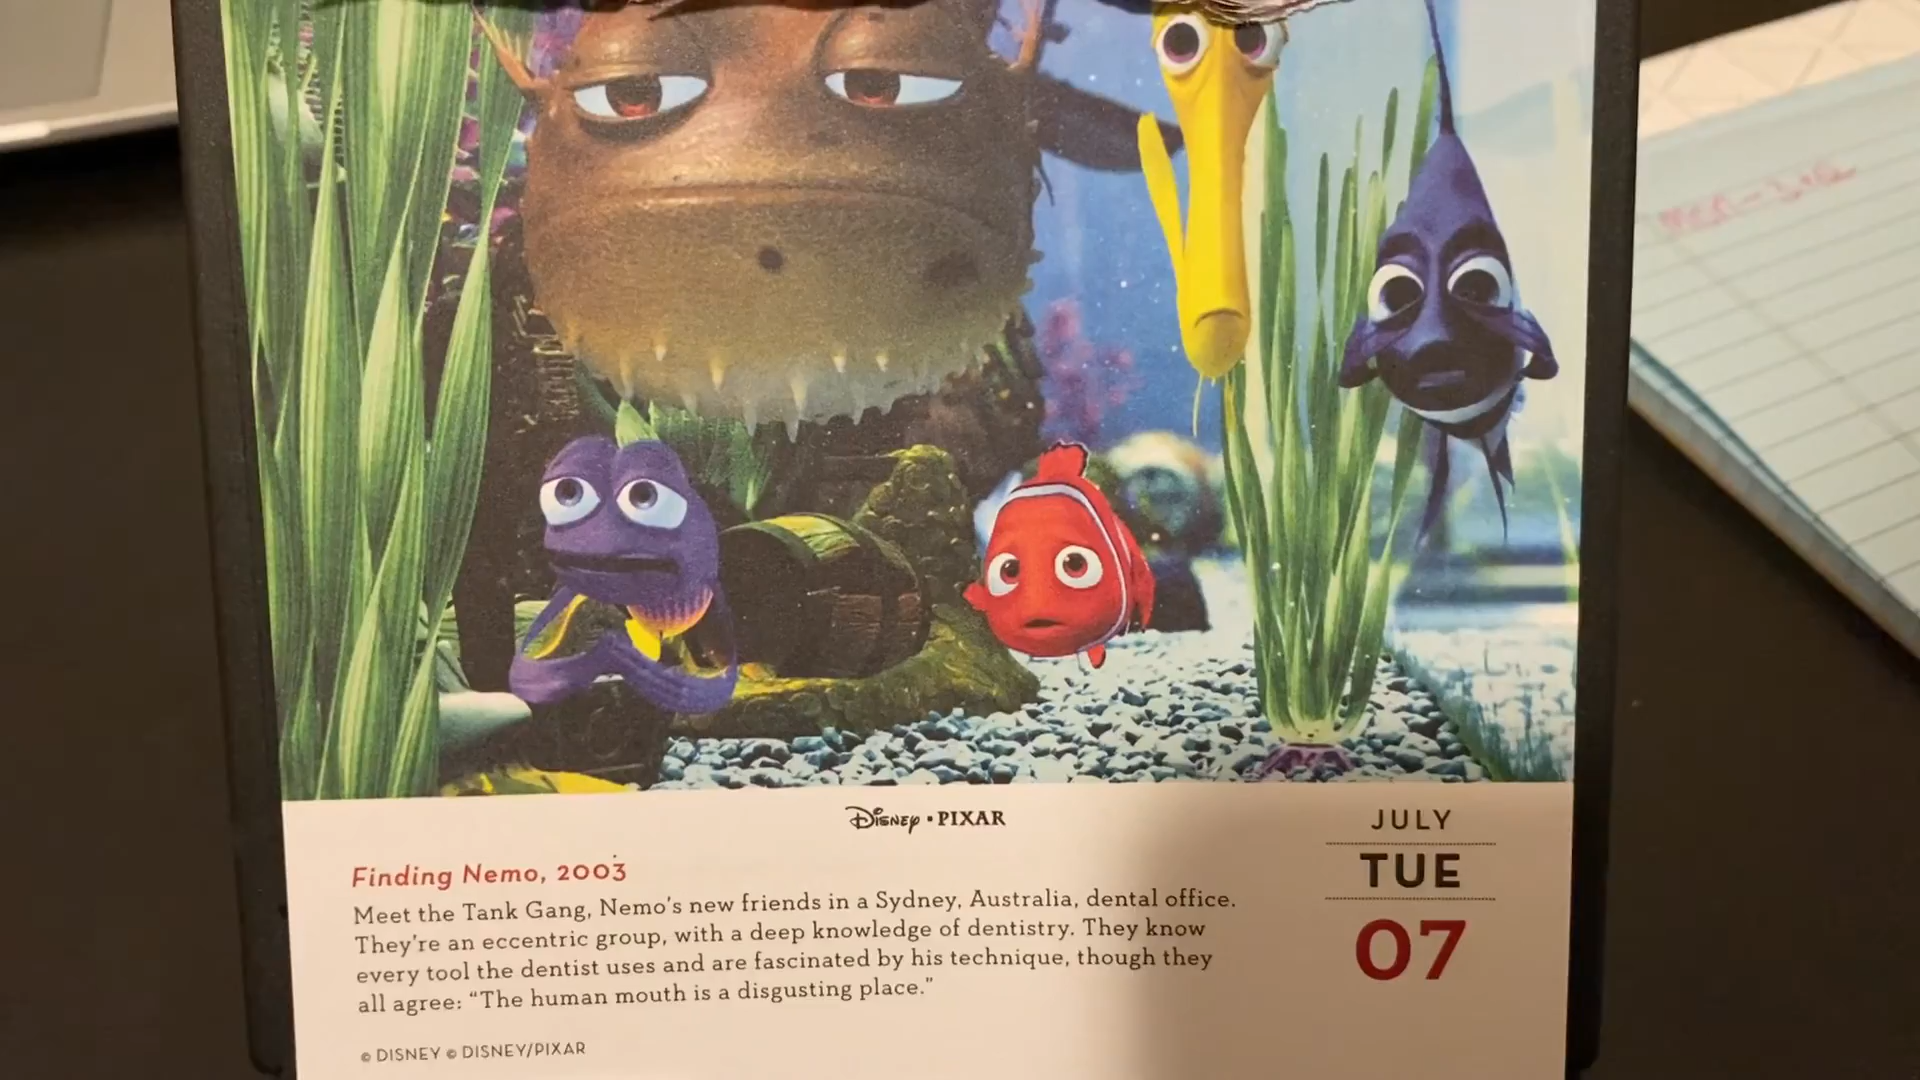 Disney • PIXAR
Finding Nemo, 2003
Meet the Tank Gang, Nemo's new friends in a Sydney, Australia, dental office.
They're an eccentric group, with a deep knowledge of dentistry. They know
every tool the dentist uses and are fascinated by his technique, though they
all agree: “The human mouth is a disgusting place.”
© DISNEY © DISNEY/PIXAR
JULY
TUE
07